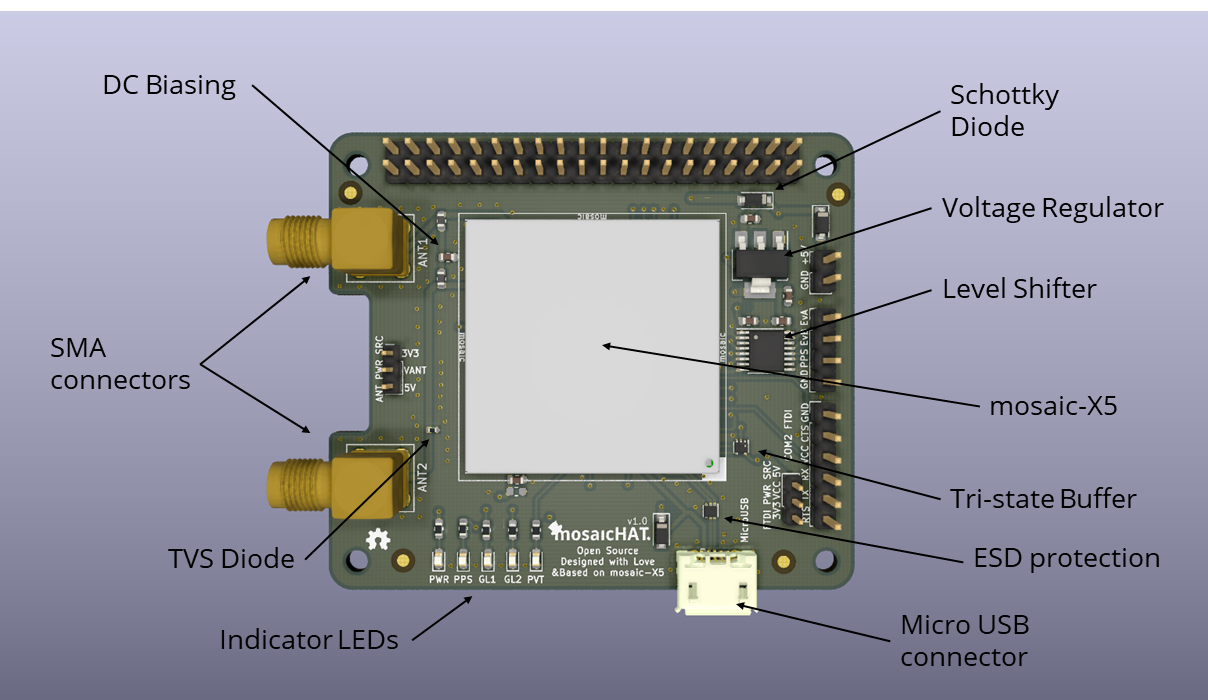 DC Biasing
Schottky
Diode
Voltage Regulator
Level Shifter
SMA
connectors
mosaic-X5
Tri-state Buffer
ESD protection
TVS Diode
Indicator LEDs
Micro USB
connector
mosaic
mosaic
mosaic
ANT1
ANT2
ANT PWR SRC
3V3
VANT
5V
GND +5V
GND PPS EvB EvA
COM2 FTDI
RTS TX RX VCC CTS GND
FTDI PWR SRC
3V3 VCC 5V
MicroUSB
v1.0
mosaicHAT.
Open Source
Designed with Love
&Based on mosaic-X5
PWR PPS GL1 GL2 PVT